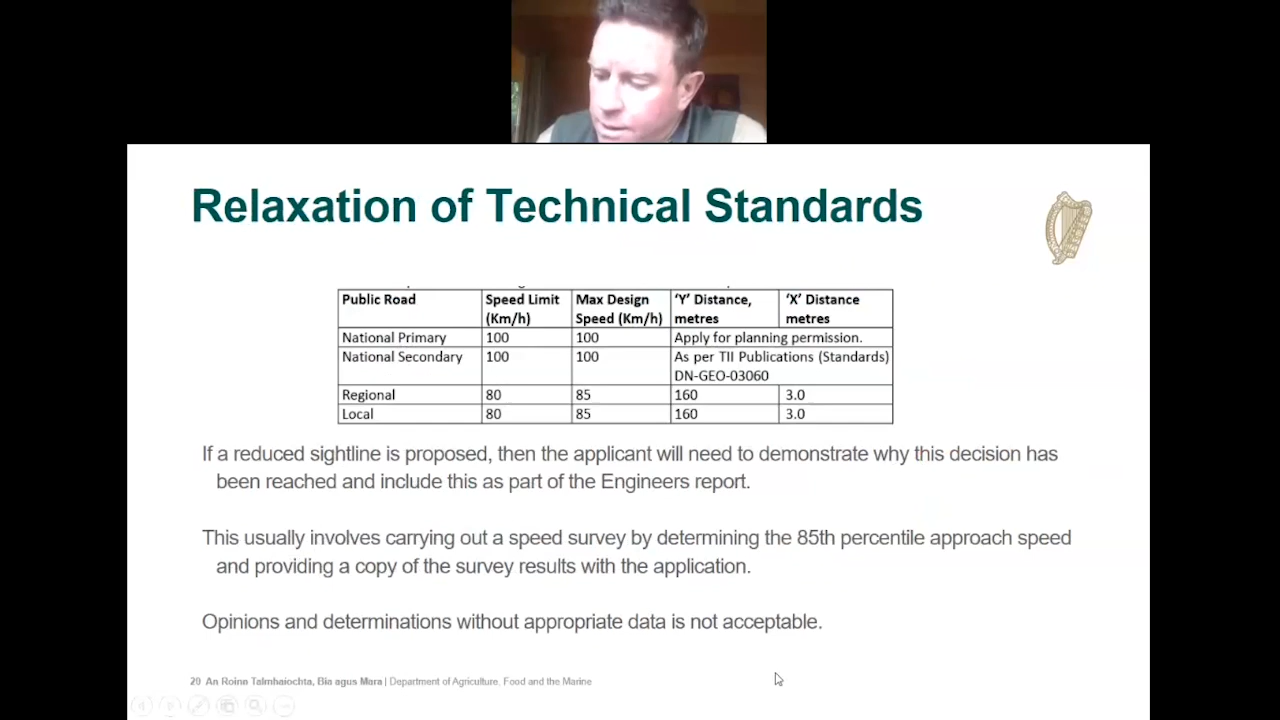 Relaxation of Technical Standards
Public Road Speed Limit (Km/h) Max Design Speed (Km/h) ‘Y’ Distance, metres ‘X’ Distance metres
National Primary 100 100 Apply for planning permission.
National Secondary 100 100 As per TII Publications (Standards) DN-GEO-03060
Regional 80 85 160 3.0
Local 80 85 160 3.0
If a reduced sightline is proposed, then the applicant will need to demonstrate why this decision has
been reached and include this as part of the Engineers report.
This usually involves carrying out a speed survey by determining the 85th percentile approach speed
and providing a copy of the survey results with the application.
Opinions and determinations without appropriate data is not acceptable.
29 An Roinn Talmhaíochta, Bia agus Mara | Department of Agriculture, Food and the Marine